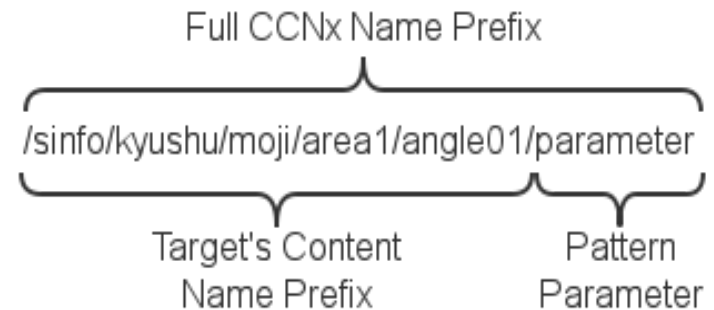 Full CCNx Name Prefix
/sinfo/kyushu/moji/area1/angle01/parameter
Target's Content
Name Prefix
Pattern
Parameter